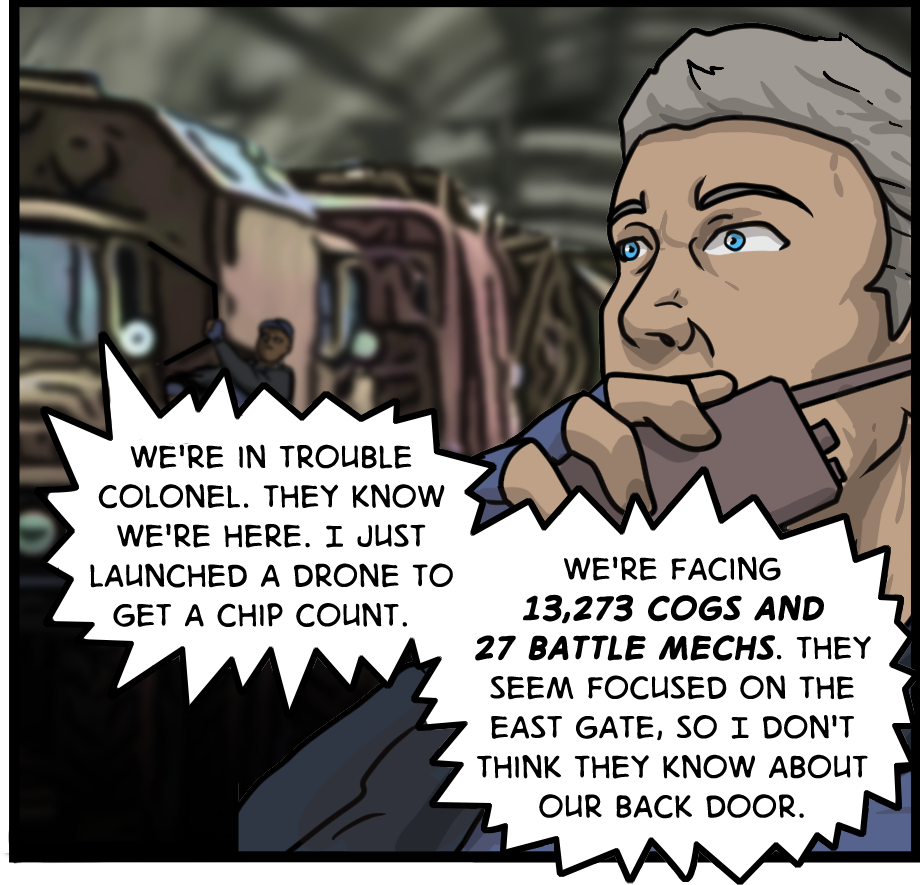 WE'RE IN TROUBLE
COLONEL. THEY KNOW
WE'RE HERE. I JUST
LAUNCHED A DRONE TO
GET A CHIP COUNT.
WE'RE FACING
13,273 COGS AND
27 BATTLE MECHS. THEY
SEEM FOCUSED ON THE
EAST GATE, SO I DON'T
THINK THEY KNOW ABOUT
OUR BACK DOOR.